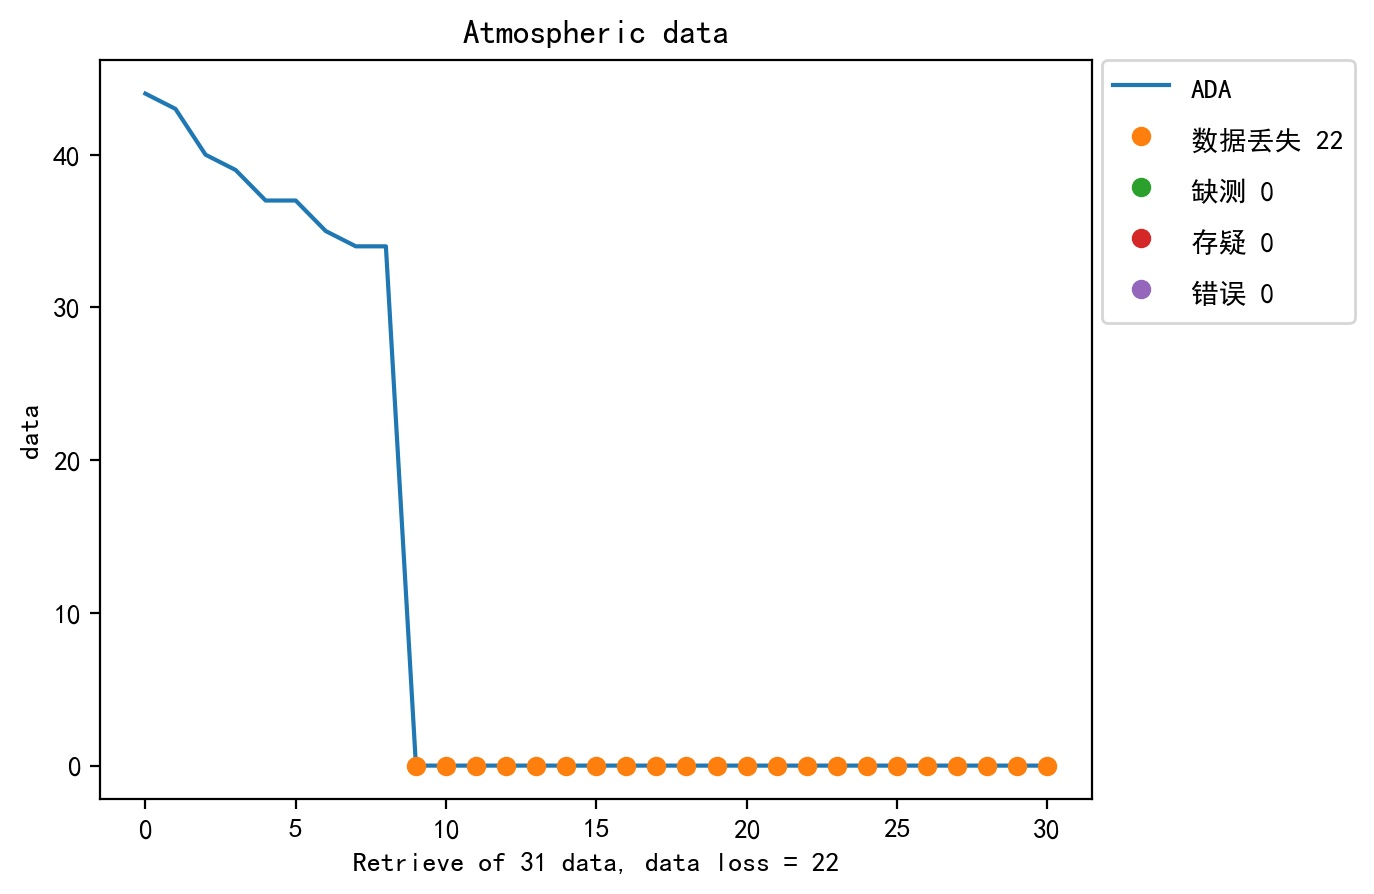 Atmospheric data
ADA
数据丢失 22
缺测 0
存疑 0
错误 0
data
40
30
20
10
0
0 5 10 15 20 25 30
Retrieve of 31 data, data loss = 22